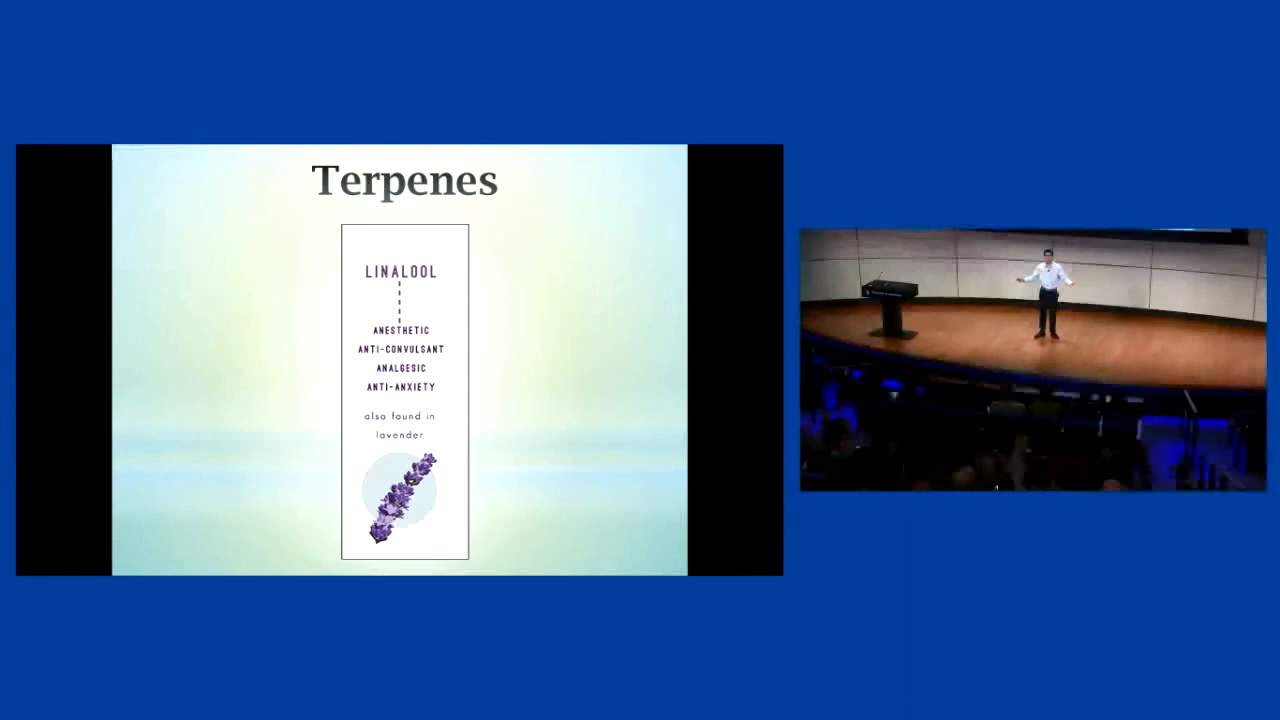 Terpenes
LINALOOL
ANESTHETIC
ANTI-CONVULSANT
ANALGESIC
ANTI-ANXIETY
also found in
lavender